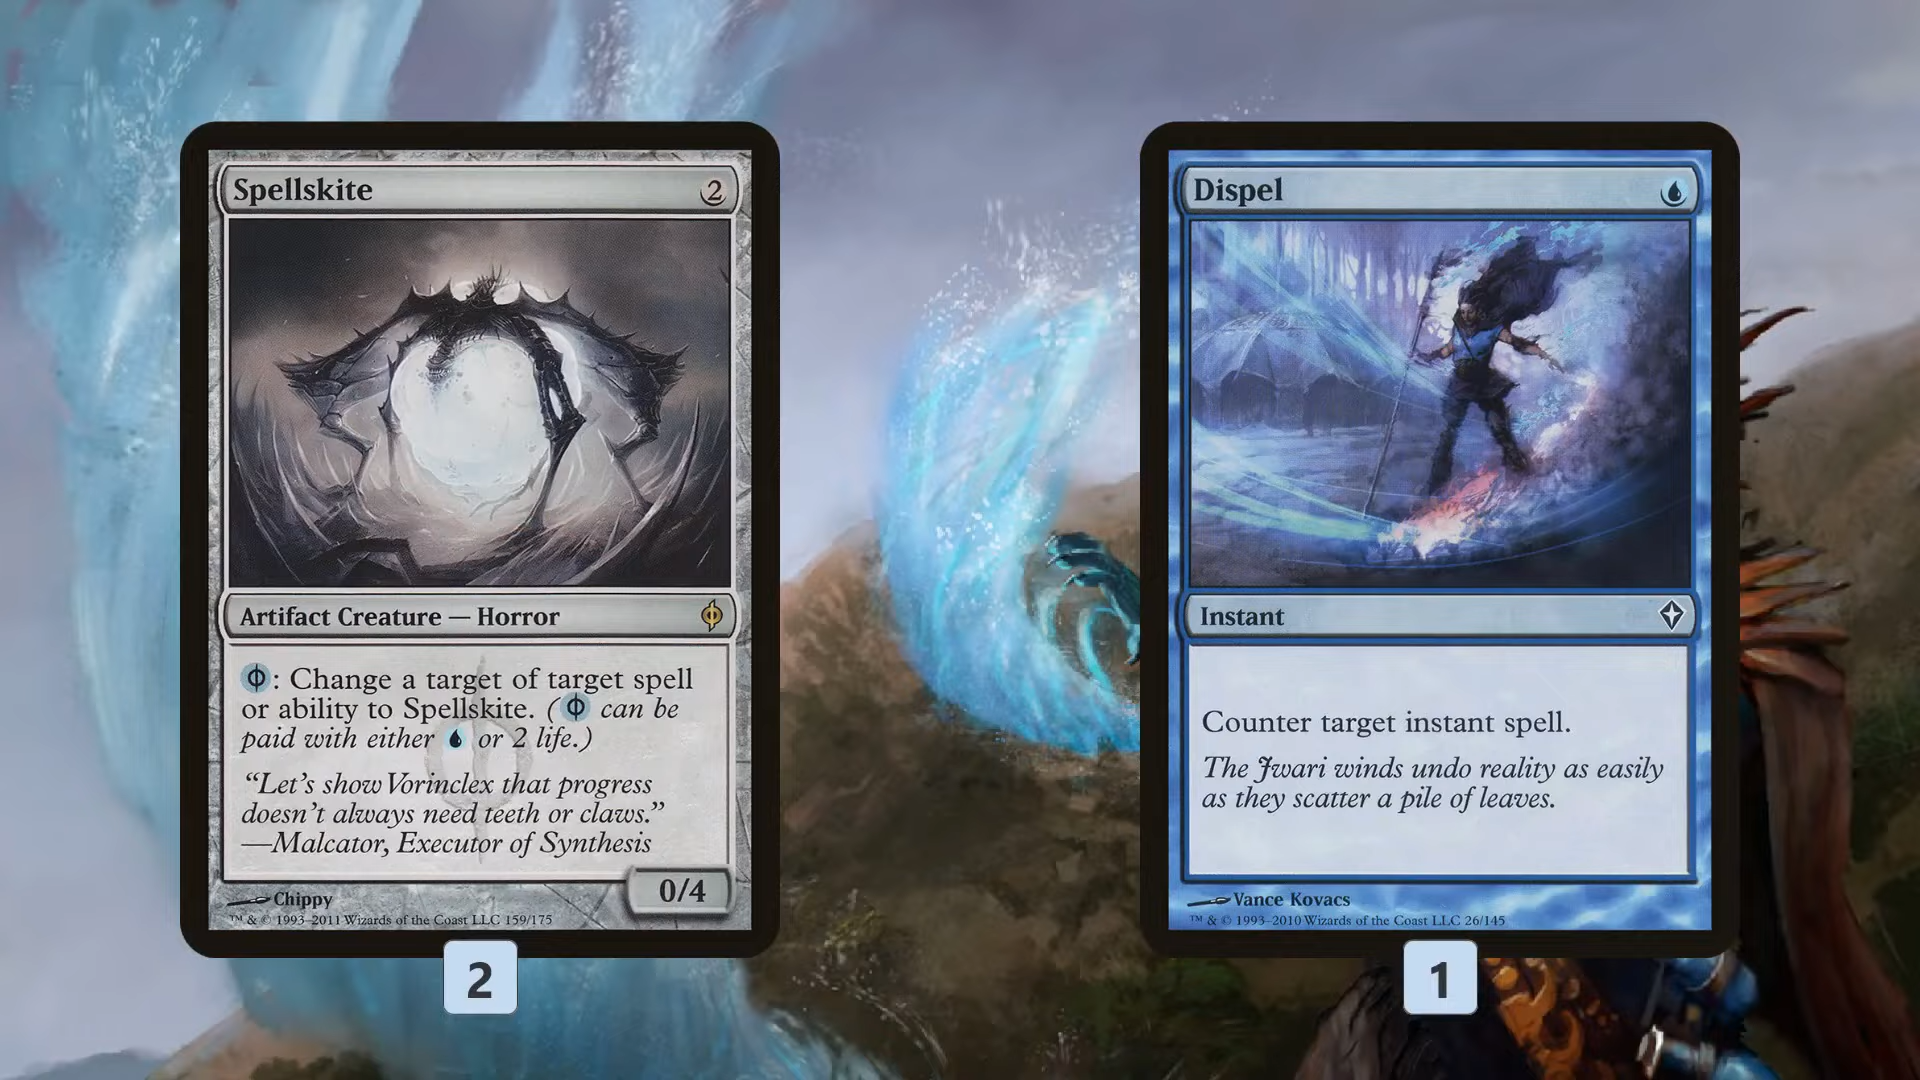 Spellskite
2
Artifact Creature — Horror
: Change a target of target spell
or ability to Spellskite. ( can be
paid with either or 2 life.)
“Let’s show Vorinclex that progress
doesn’t always need teeth or claws.”
—Malcator, Executor of Synthesis
0/4
Chippy
™ & © 1993–2011 Wizards of the Coast LLC 159/175
2
Dispel
Instant
Counter target instant spell.
The Jwari winds undo reality as easily
as they scatter a pile of leaves.
Vance Kovacs
™ & © 1993–2010 Wizards of the Coast LLC 26/145
1